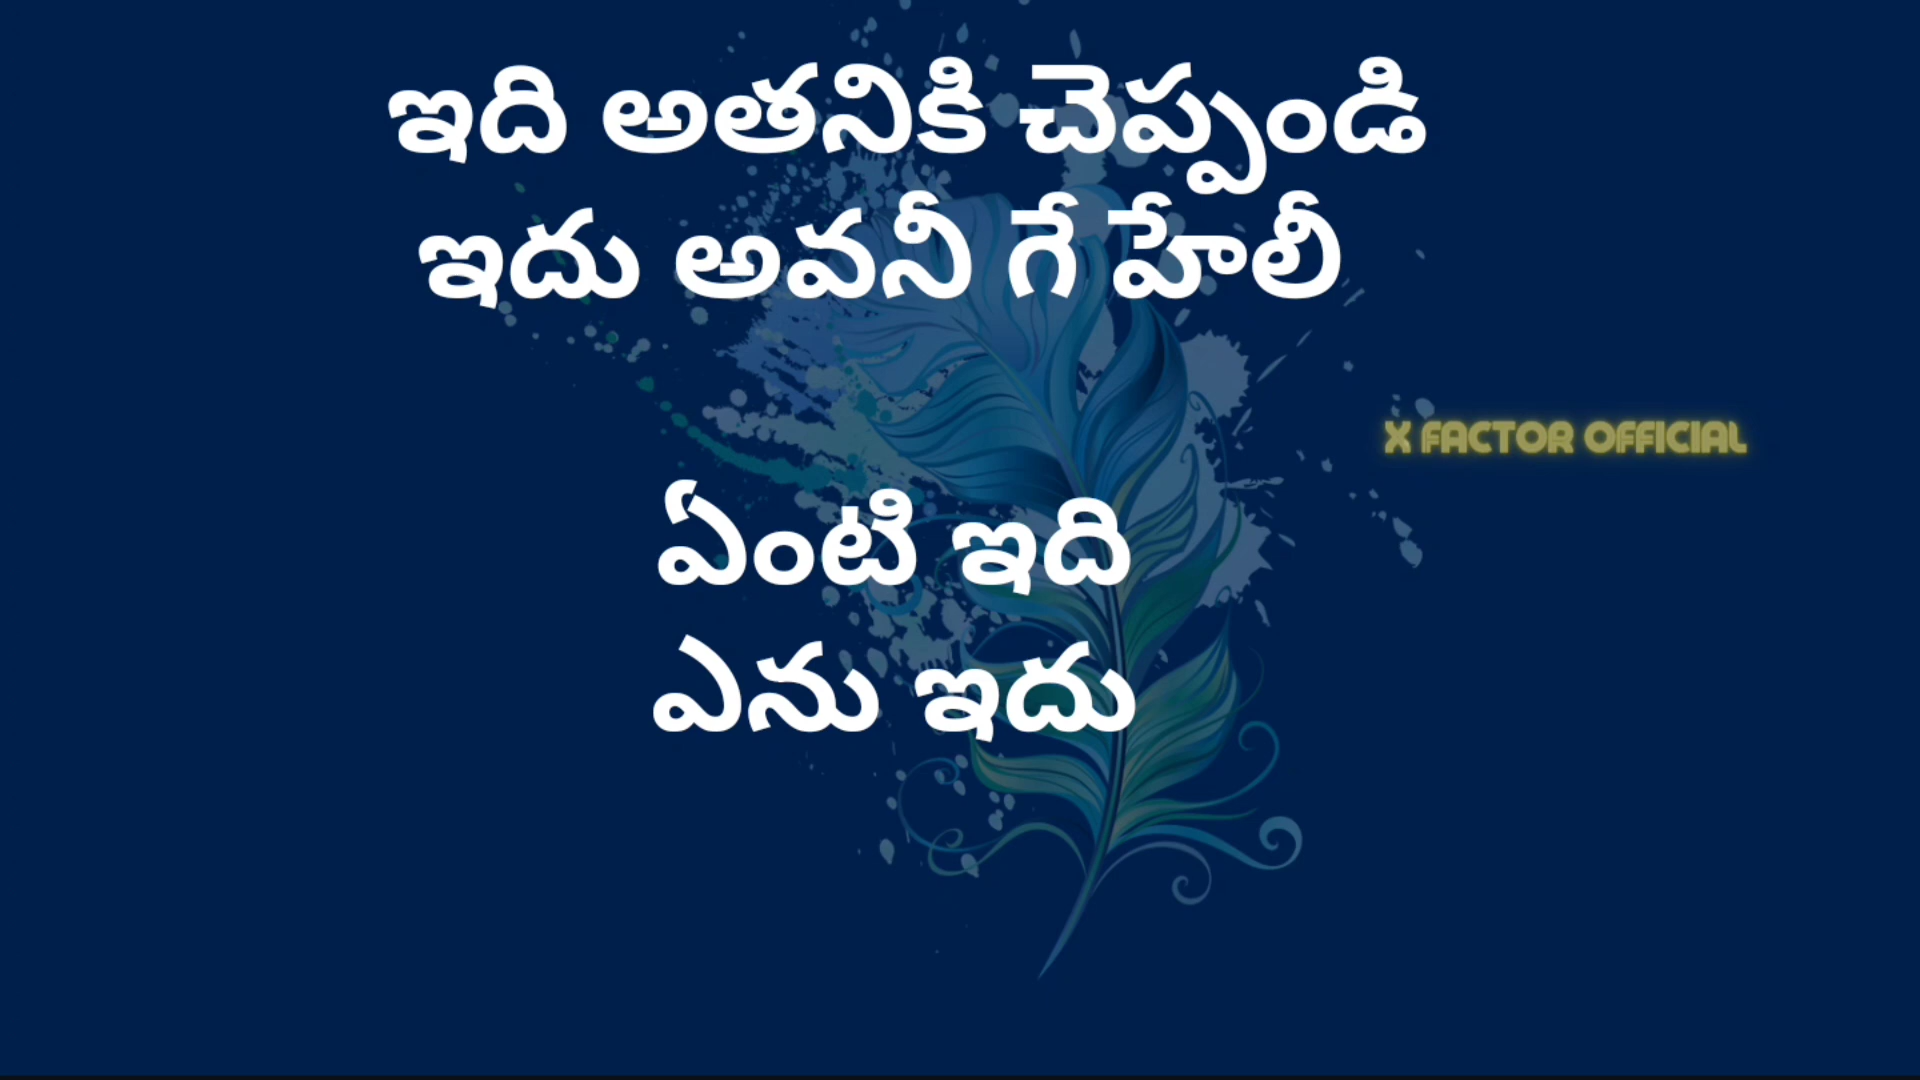 ఇది అతనికి చెప్పండి
ఇదు అవనీ గే హేలీ
X FACTOR OFFICIAL
ఏంటి ఇది
ఎను ఇదు